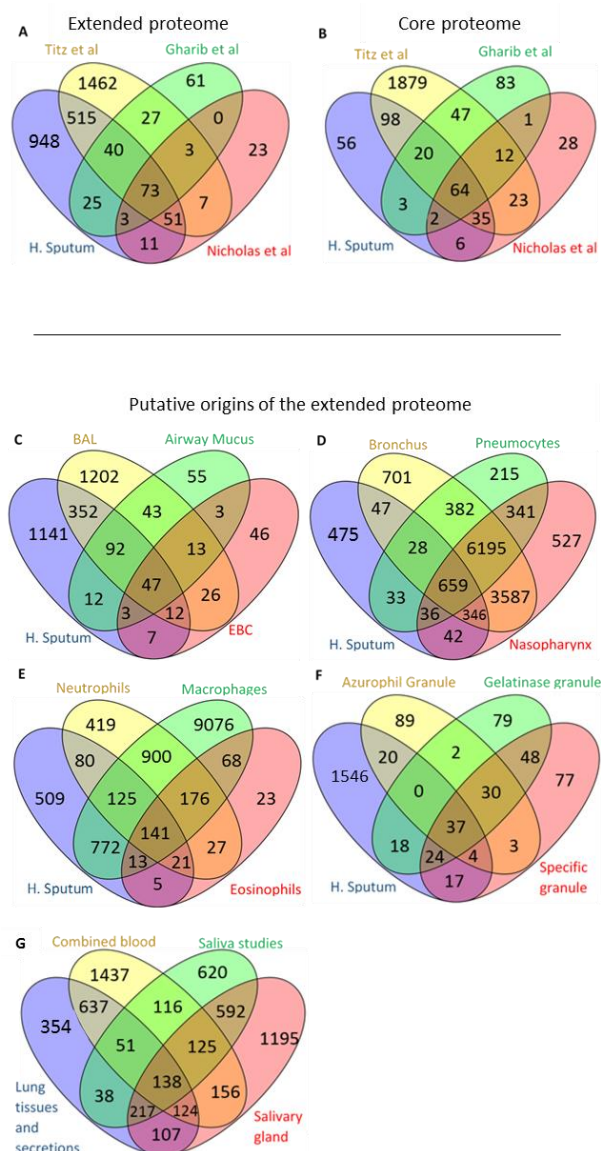 Extended proteome
Core proteome
A
Titz et al
Gharib et al
1462
61
515
27
0
948
40
3
23
73
25
7
3
51
11
H. Sputum
Nicholas et al
B
Titz et al
Gharib et al
1879
83
98
47
1
56
20
12
28
64
3
23
2
35
6
H. Sputum
Nicholas et al
Putative origins of the extended proteome
C
BAL
Airway Mucus
1202
55
352
43
3
1141
92
13
46
47
12
26
3
12
7
H. Sputum
EBC
D
Bronchus
Pneumocytes
701
215
47
382
341
475
28
6195
527
659
33
3587
36
346
42
H. Sputum
Nasopharynx
E
Neutrophils
Macrophages
419
9076
80
900
68
509
125
176
23
141
772
27
13
21
5
H. Sputum
Eosinophils
F
Azurophil Granule
Gelatinase granule
89
79
20
2
48
1546
0
30
77
37
18
3
24
4
17
H. Sputum
Specific
granule
G
Combined blood
Saliva studies
1437
620
637
116
592
354
51
125
1195
138
38
156
217
124
107
Lung
tissues
and
secretions
Salivary
gland